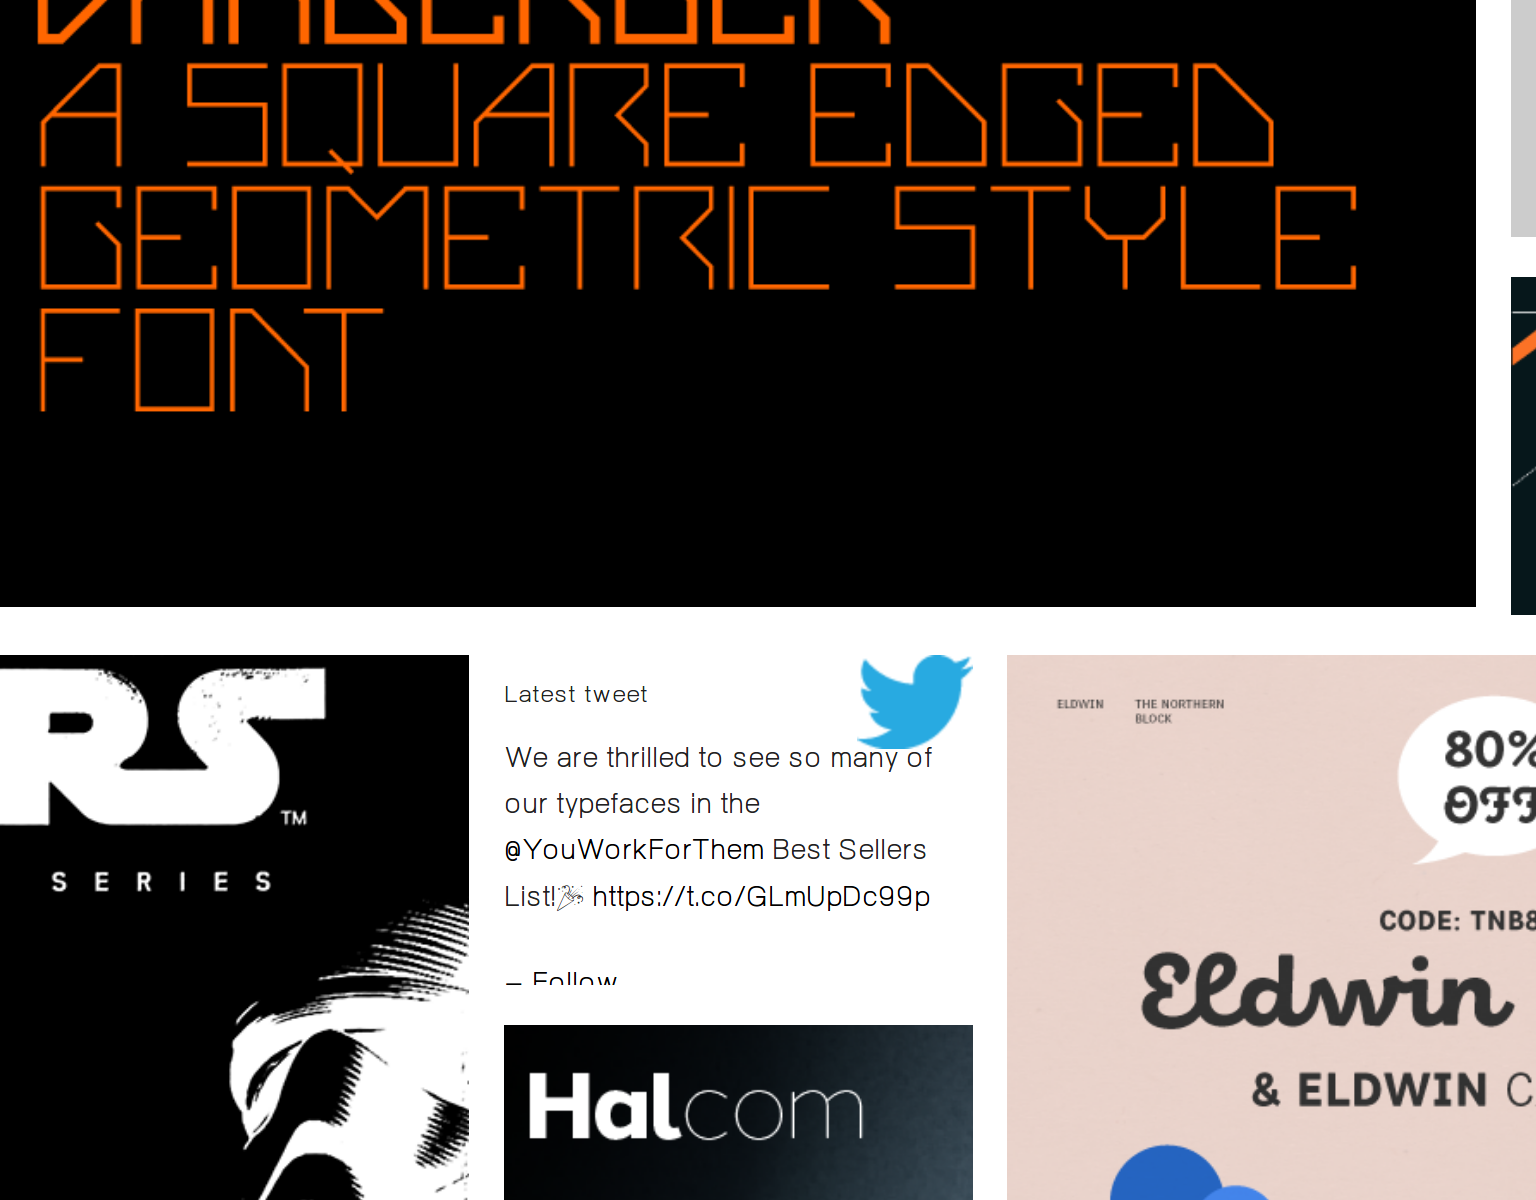 A SQUARE EDGED
GEOMETRIC STYLE
FONT
RS
TM
SERIES
Latest tweet
We are thrilled to see so many of
our typefaces in the
@YouWorkForThem Best Sellers
List!🎉 https://t.co/GLmUpDc99p
– Follow
Halcom
ELDWIN
THE NORTHERN
BLOCK
80%
OFF
CODE: TNB8
Eldwin
& ELDWIN